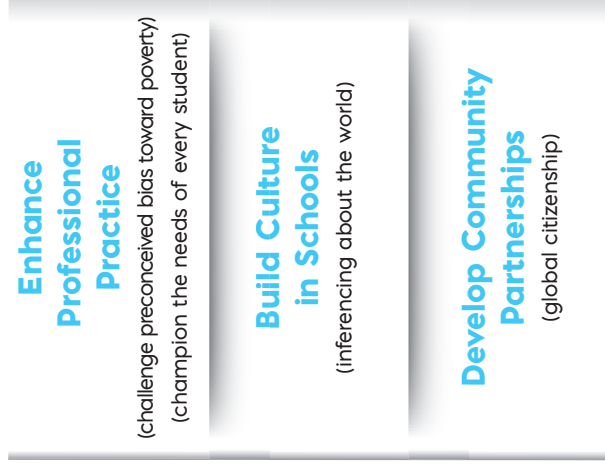 Enhance
Professional
Practice
(challenge preconceived bias toward poverty)
(champion the needs of every student)
Build Culture
in Schools
(inferencing about the world)
Develop Community
Partnerships
(global citizenship)